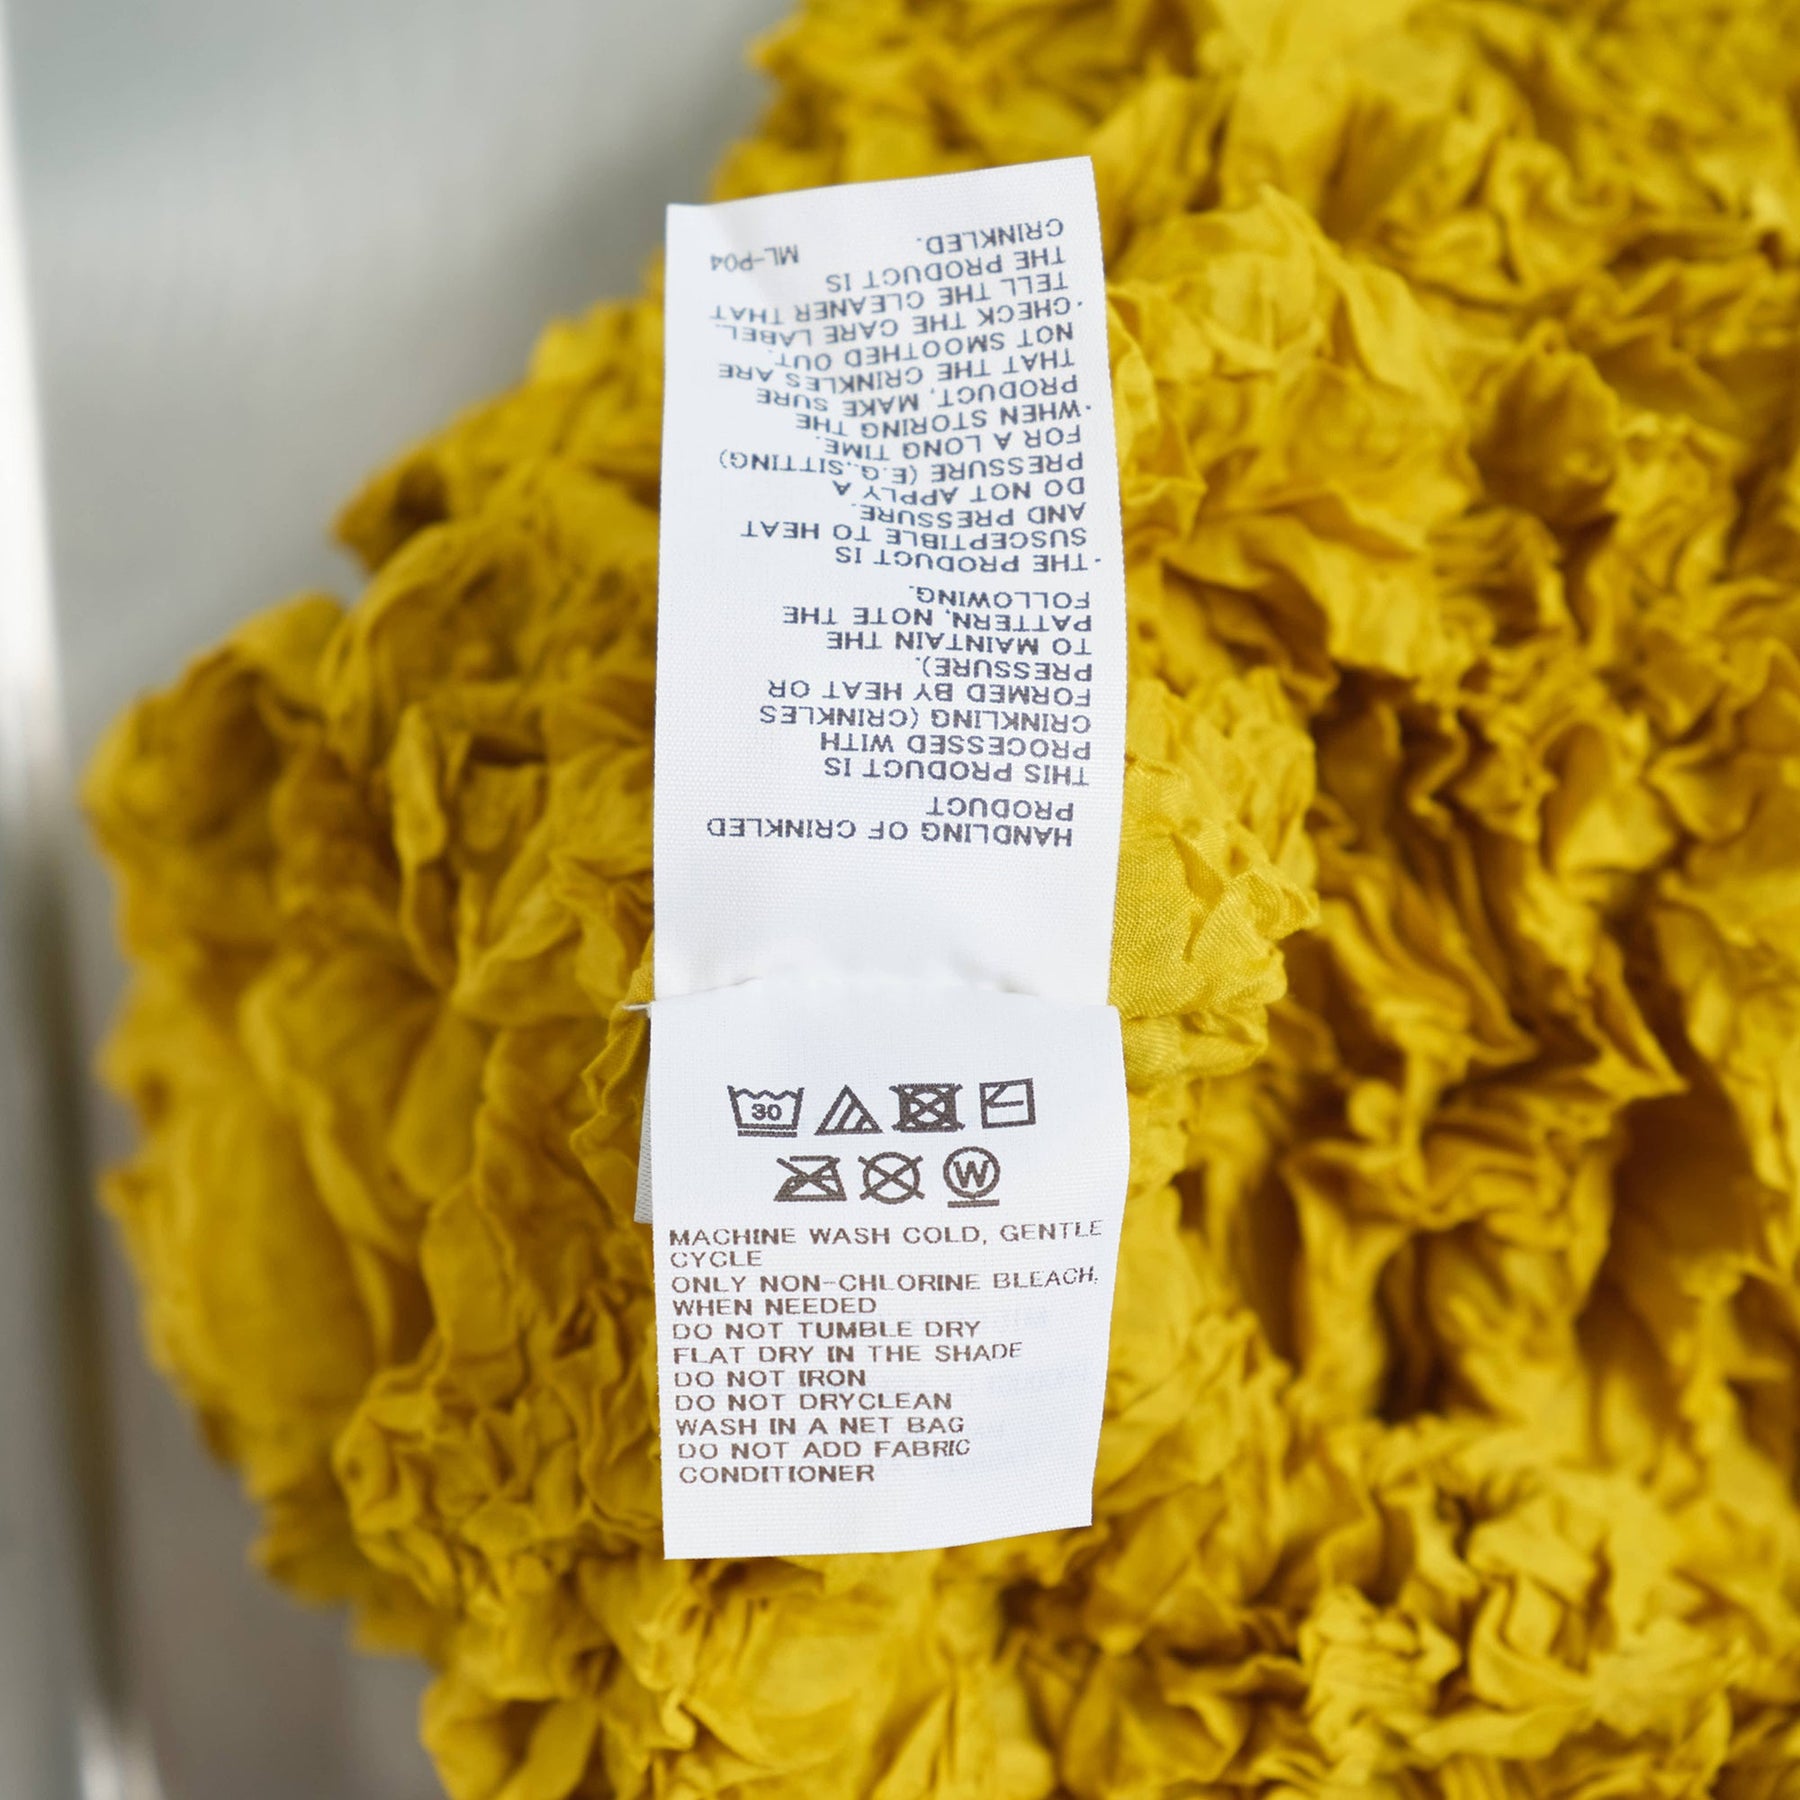 HANDLING OF CRINKLED
PRODUCT
THIS PRODUCT IS
PROCESSED WITH
CRINKLING (CRINKLES
FORMED BY HEAT OR
PRESSURE).
TO MAINTAIN THE
PATTERN, NOTE THE
FOLLOWING.
·THE PRODUCT IS
SUSCEPTIBLE TO HEAT
AND PRESSURE.
DO NOT APPLY A
PRESSURE (E.G.,SITTING)
FOR A LONG TIME.
·WHEN STORING THE
PRODUCT, MAKE SURE
THAT THE CRINKLES ARE
NOT SMOOTHED OUT.
·CHECK THE CARE LABEL.
TELL THE CLEANER THAT
THE PRODUCT IS
CRINKLED.
ML-P04
30
W
MACHINE WASH COLD, GENTLE
CYCLE
ONLY NON-CHLORINE BLEACH,
WHEN NEEDED
DO NOT TUMBLE DRY
FLAT DRY IN THE SHADE
DO NOT IRON
DO NOT DRYCLEAN
WASH IN A NET BAG
DO NOT ADD FABRIC
CONDITIONER